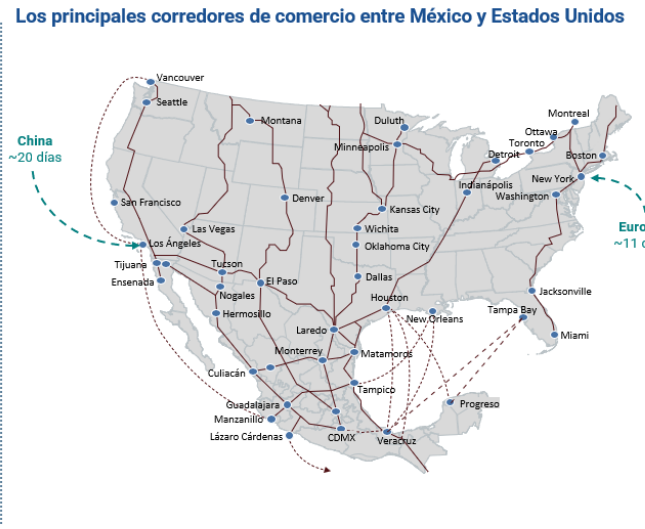 Los principales corredores de comercio entre México y Estados Unidos
Vancouver
Seattle
Montana
Duluth
Minneapolis
Montreal
Ottawa
Toronto
Detroit
Boston
China
~20 días
Indianápolis
New York
Washington
San Francisco
Denver
Kansas City
Las Vegas
Wichita
Euro
~11
Los Ángeles
Oklahoma City
Tijuana
Tucson
Ensenada
El Paso
Dallas
Nogales
Houston
Jacksonville
Hermosillo
New Orleans
Tampa Bay
Laredo
Miami
Monterrey
Matamoros
Culiacán
Tampico
Guadalajara
Progreso
Manzanillo
Lázaro Cárdenas
CDMX
Veracruz